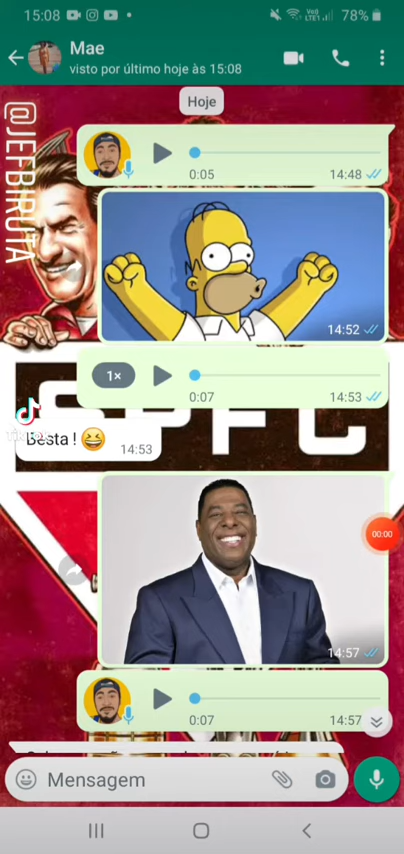 15:08
78%
Mae
visto por último hoje às 15:08
Hoje
@JEFBIRUTA
0:05
14:48
14:52
1×
0:07
14:53
SPFC
TikTok
Besta !
14:53
00:00
14:57
0:07
14:57
Mensagem